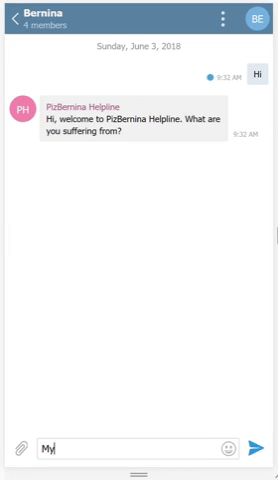 Bernina
4 members
BE
Sunday, June 3, 2018
9:32 AM
Hi
PH
PizBernina Helpline
Hi, welcome to PizBernina Helpline. What are
you suffering from?
9:32 AM
My